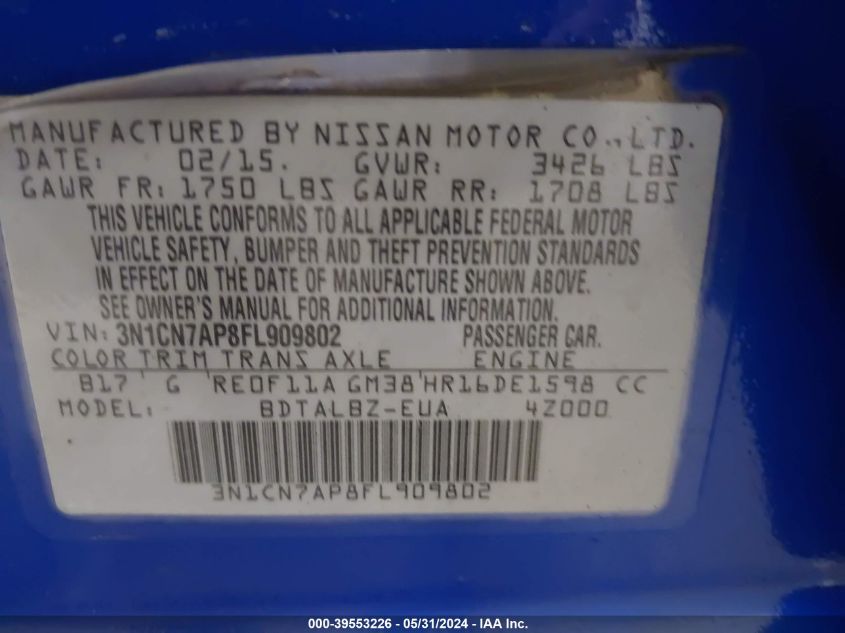 MANUFACTURED BY NISSAN MOTOR CO.,LTD.
DATE: 02/15. GVWR: 3426 LBS
GAWR FR: 1750 LBS GAWR RR: 1708 LBS
THIS VEHICLE CONFORMS TO ALL APPLICABLE FEDERAL MOTOR
VEHICLE SAFETY, BUMPER AND THEFT PREVENTION STANDARDS
IN EFFECT ON THE DATE OF MANUFACTURE SHOWN ABOVE.
SEE OWNER'S MANUAL FOR ADDITIONAL INFORMATION.
VIN: 3N1CN7AP8FL909802 PASSENGER CAR.
COLOR TRIM TRANS AXLE ENGINE
B17 G RE0F11A GM38 HR16DE1598 CC
MODEL: BDTALBZ-EUA 4Z000
3N1CN7AP8FL909802
000-39553226 - 05/31/2024 - IAA Inc.